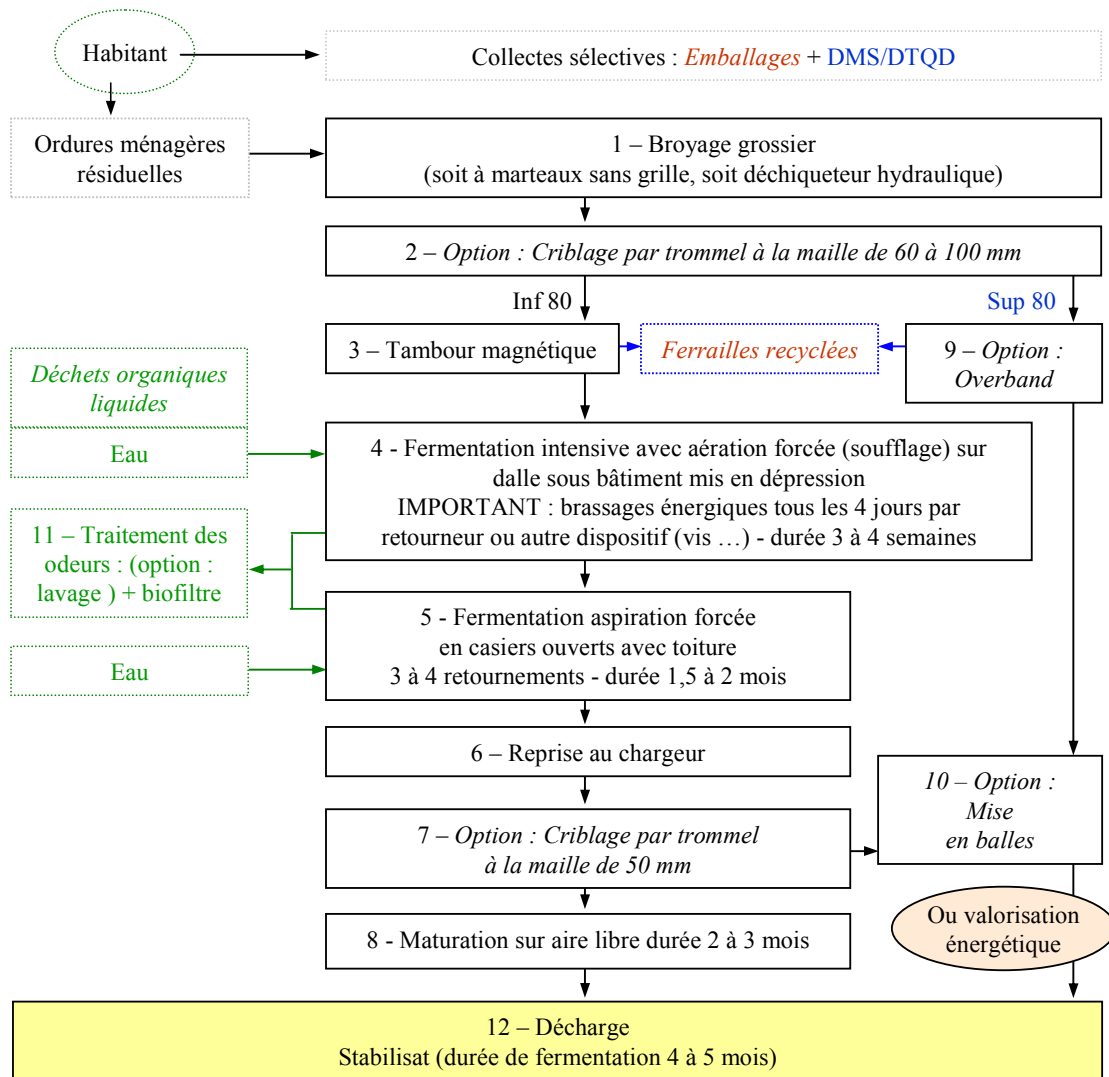 Habitant
Collectes sélectives : Emballages + DMS/DTQD
Ordures ménagères
résiduelles
1 – Broyage grossier
(soit à marteaux sans grille, soit déchiqueteur hydraulique)
2 – Option : Criblage par trommel à la maille de 60 à 100 mm
Inf 80
Sup 80
3 – Tambour magnétique
Ferrailles recyclées
9 – Option :
Overband
Déchets organiques
liquides
Eau
4 - Fermentation intensive avec aération forcée (soufflage) sur
dalle sous bâtiment mis en dépression
IMPORTANT : brassages énergiques tous les 4 jours par
retourneur ou autre dispositif (vis …) - durée 3 à 4 semaines
11 – Traitement des
odeurs : (option :
lavage ) + biofiltre
5 - Fermentation aspiration forcée
en casiers ouverts avec toiture
3 à 4 retournements - durée 1,5 à 2 mois
Eau
6 – Reprise au chargeur
10 – Option :
Mise
en balles
7 – Option : Criblage par trommel
à la maille de 50 mm
Ou valorisation
énergétique
8 - Maturation sur aire libre durée 2 à 3 mois
12 – Décharge
Stabilisat (durée de fermentation 4 à 5 mois)